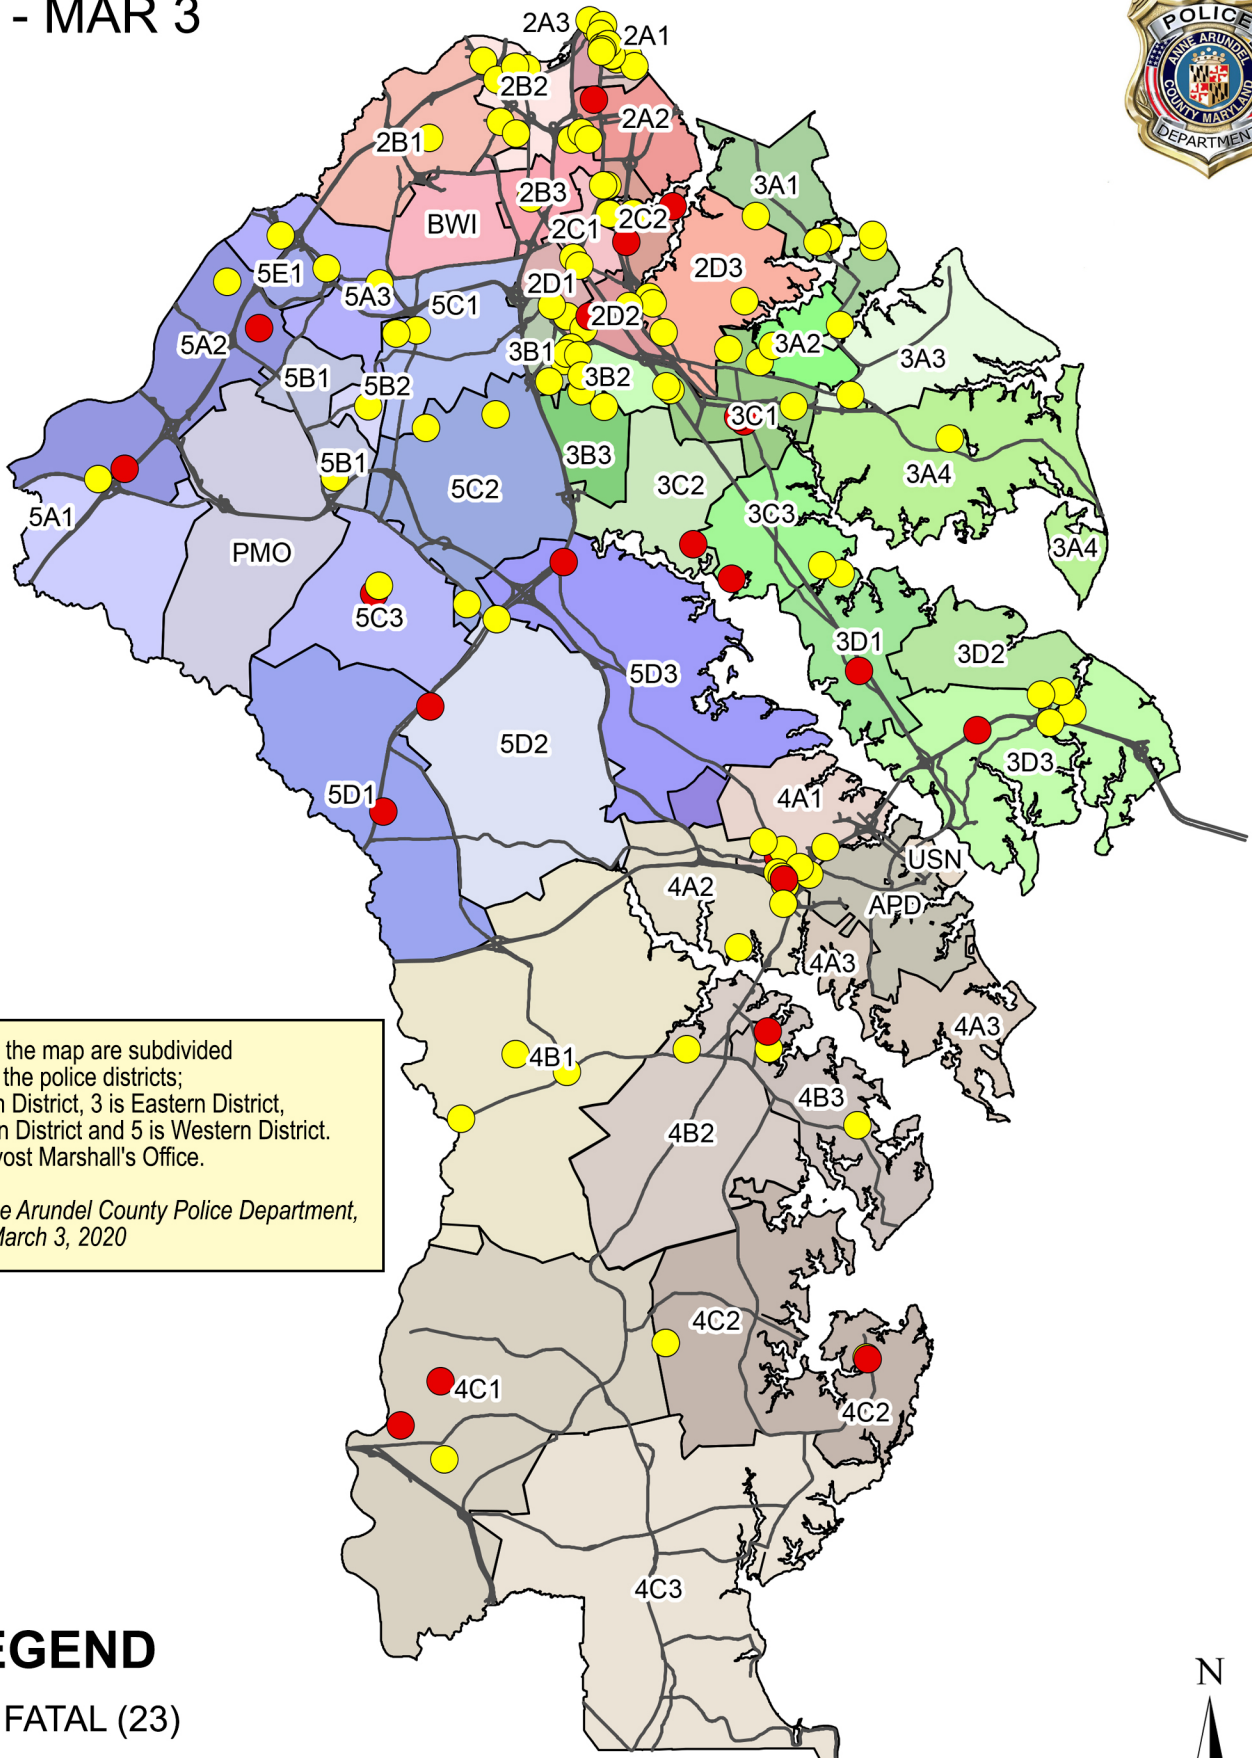 - MAR 3
POLICE
ANNE ARUNDEL
COUNTY MARYLAND
DEPARTMENT
2A3
2A1
2B2
2A2
2B1
3A1
2B3
BWI
2C2
2C1
5E1
2D3
2D1
5A3
5C1
2D2
5A2
3B1
3A2
3A3
5B1
5B2
3B2
3C1
5B1
3B3
3A4
5C2
3C2
5A1
3C3
PMO
3A4
5C3
3D1
3D2
5D3
5D2
3D3
5D1
4A1
USN
4A2
APD
4A3
4A3
4B1
4B3
4B2
the map are subdivided
the police districts;
n District, 3 is Eastern District,
n District and 5 is Western District.
vost Marshall's Office.
e Arundel County Police Department,
March 3, 2020
4C2
4C1
4C2
4C3
EGEND
FATAL (23)
N